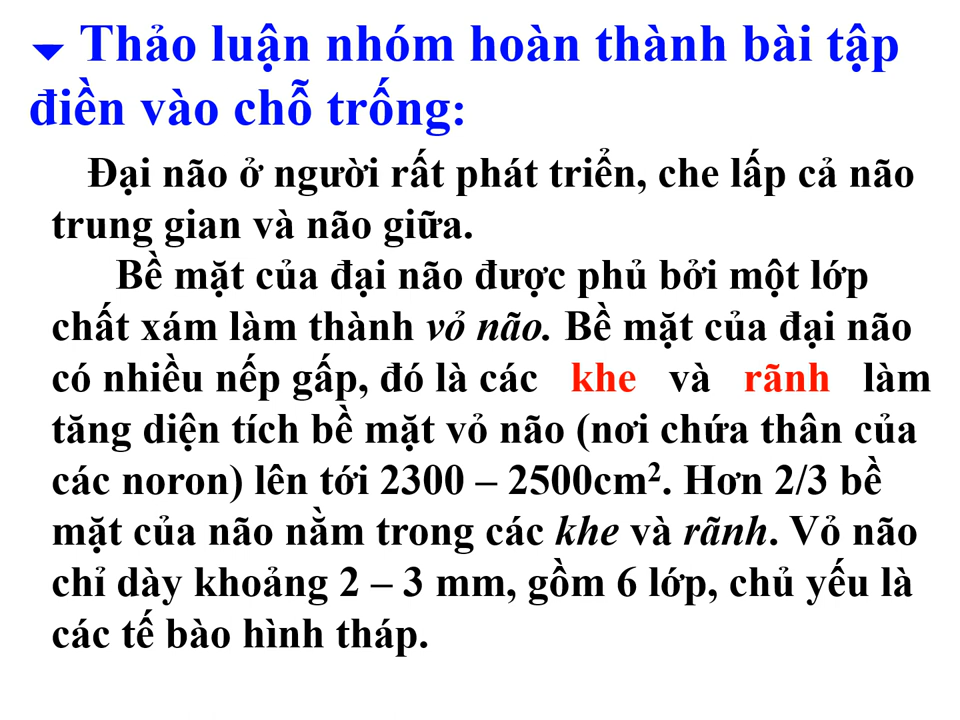 Thảo luận nhóm hoàn thành bài tập
điền vào chỗ trống:
Đại não ở người rất phát triển, che lấp cả não
trung gian và não giữa.
Bề mặt của đại não được phủ bởi một lớp
chất xám làm thành vỏ não. Bề mặt của đại não
có nhiều nếp gấp, đó là các khe và rãnh làm
tăng diện tích bề mặt vỏ não (nơi chứa thân của
các noron) lên tới 2300 – 2500cm². Hơn 2/3 bề
mặt của não nằm trong các khe và rãnh. Vỏ não
chỉ dày khoảng 2 – 3 mm, gồm 6 lớp, chủ yếu là
các tế bào hình tháp.